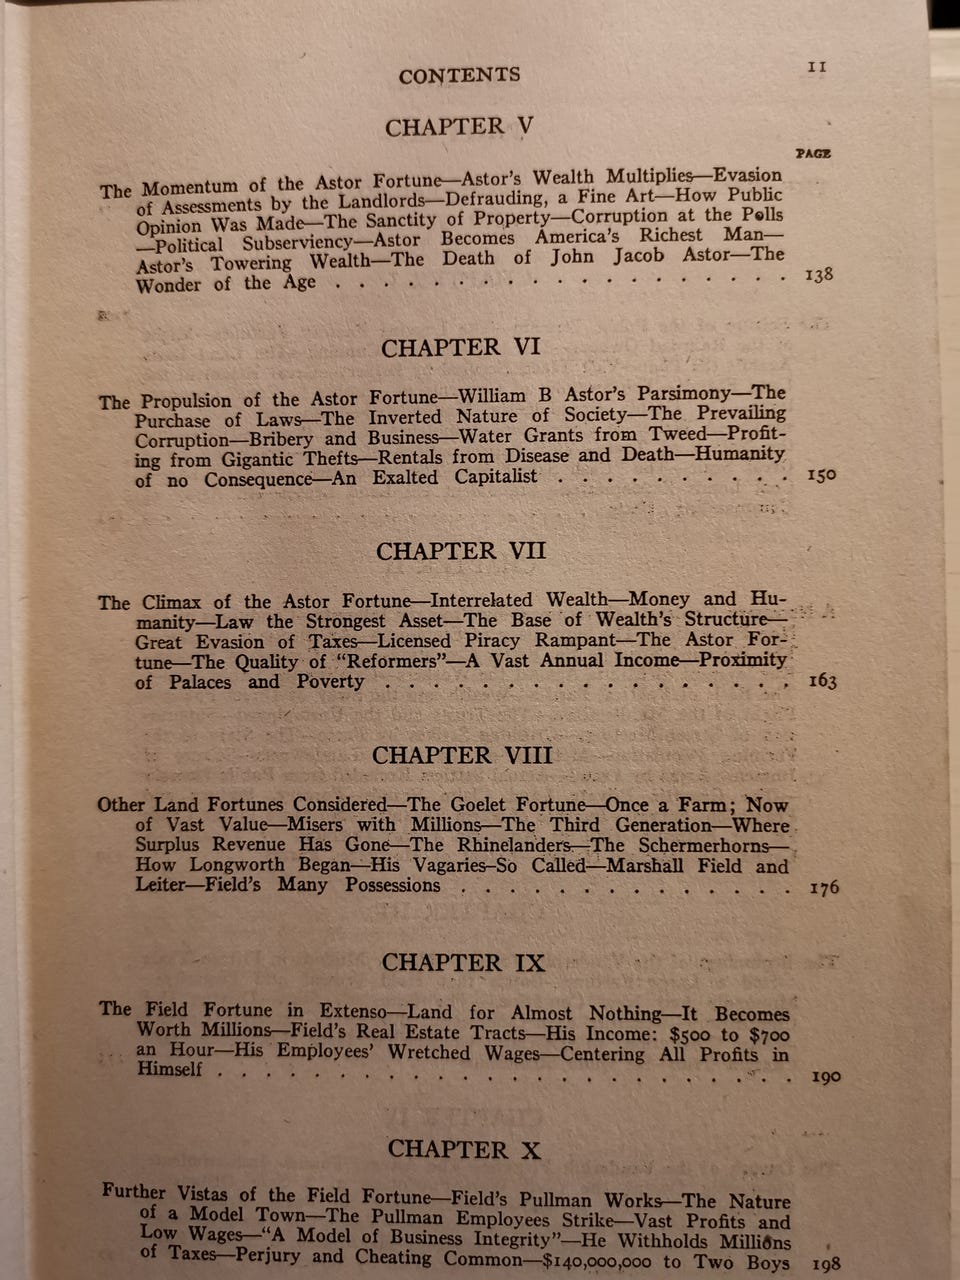 CONTENTS 11
CHAPTER V
PAGE
The Momentum of the Astor Fortune—Astor's Wealth Multiplies—Evasion
of Assessments by the Landlords—Defrauding, a Fine Art—How Public
Opinion Was Made—The Sanctity of Property—Corruption at the Polls
—Political Subserviency—Astor Becomes America's Richest Man—
Astor's Towering Wealth—The Death of John Jacob Astor—The
Wonder of the Age . . . . . . . . . . . . . . . . . . 138
CHAPTER VI
The Propulsion of the Astor Fortune—William B Astor's Parsimony—The
Purchase of Laws—The Inverted Nature of Society—The Prevailing
Corruption—Bribery and Business—Water Grants from Tweed—Profit-
ing from Gigantic Thefts—Rentals from Disease and Death—Humanity
of no Consequence—An Exalted Capitalist . . . . . . . . . . 150
CHAPTER VII
The Climax of the Astor Fortune—Interrelated Wealth—Money and Hu-
manity—Law the Strongest Asset—The Base of Wealth's Structure—
Great Evasion of Taxes—Licensed Piracy Rampant—The Astor For-
tune—The Quality of "Reformers"—A Vast Annual Income—Proximity
of Palaces and Poverty . . . . . . . . . . . . . . . . . 163
CHAPTER VIII
Other Land Fortunes Considered—The Goelet Fortune—Once a Farm; Now
of Vast Value—Misers with Millions—The Third Generation—Where
Surplus Revenue Has Gone—The Rhinelanders—The Schermerhorns—
How Longworth Began—His Vagaries–So Called—Marshall Field and
Leiter—Field's Many Possessions . . . . . . . . . . . . . . 176
CHAPTER IX
The Field Fortune in Extenso—Land for Almost Nothing—It Becomes
Worth Millions—Field's Real Estate Tracts—His Income: $500 to $700
an Hour—His Employees' Wretched Wages—Centering All Profits in
Himself . . . . . . . . . . . . . . . . . . . . . . . . 190
CHAPTER X
Further Vistas of the Field Fortune—Field's Pullman Works—The Nature
of a Model Town—The Pullman Employees Strike—Vast Profits and
Low Wages—"A Model of Business Integrity"—He Withholds Millions
of Taxes—Perjury and Cheating Common—$140,000,000 to Two Boys 198